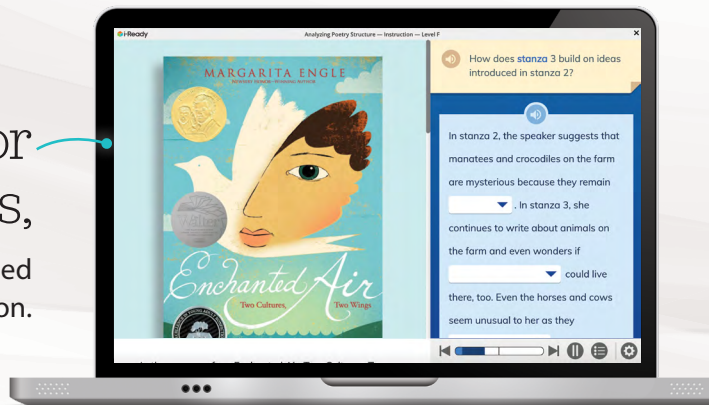 i-Ready
Analyzing Poetry Structure — Instruction — Level F
X
or
s,
ed
on.
MARGARITA ENGLE
NEWBERY HONOR–WINNING AUTHOR
Enchanted Air
Two Cultures, Two Wings
How does stanza 3 build on ideas
introduced in stanza 2?
In stanza 2, the speaker suggests that
manatees and crocodiles on the farm
are mysterious because they remain
. In stanza 3, she
continues to write about animals on
the farm and even wonders if
could live
there, too. Even the horses and cows
seem unusual to her as they